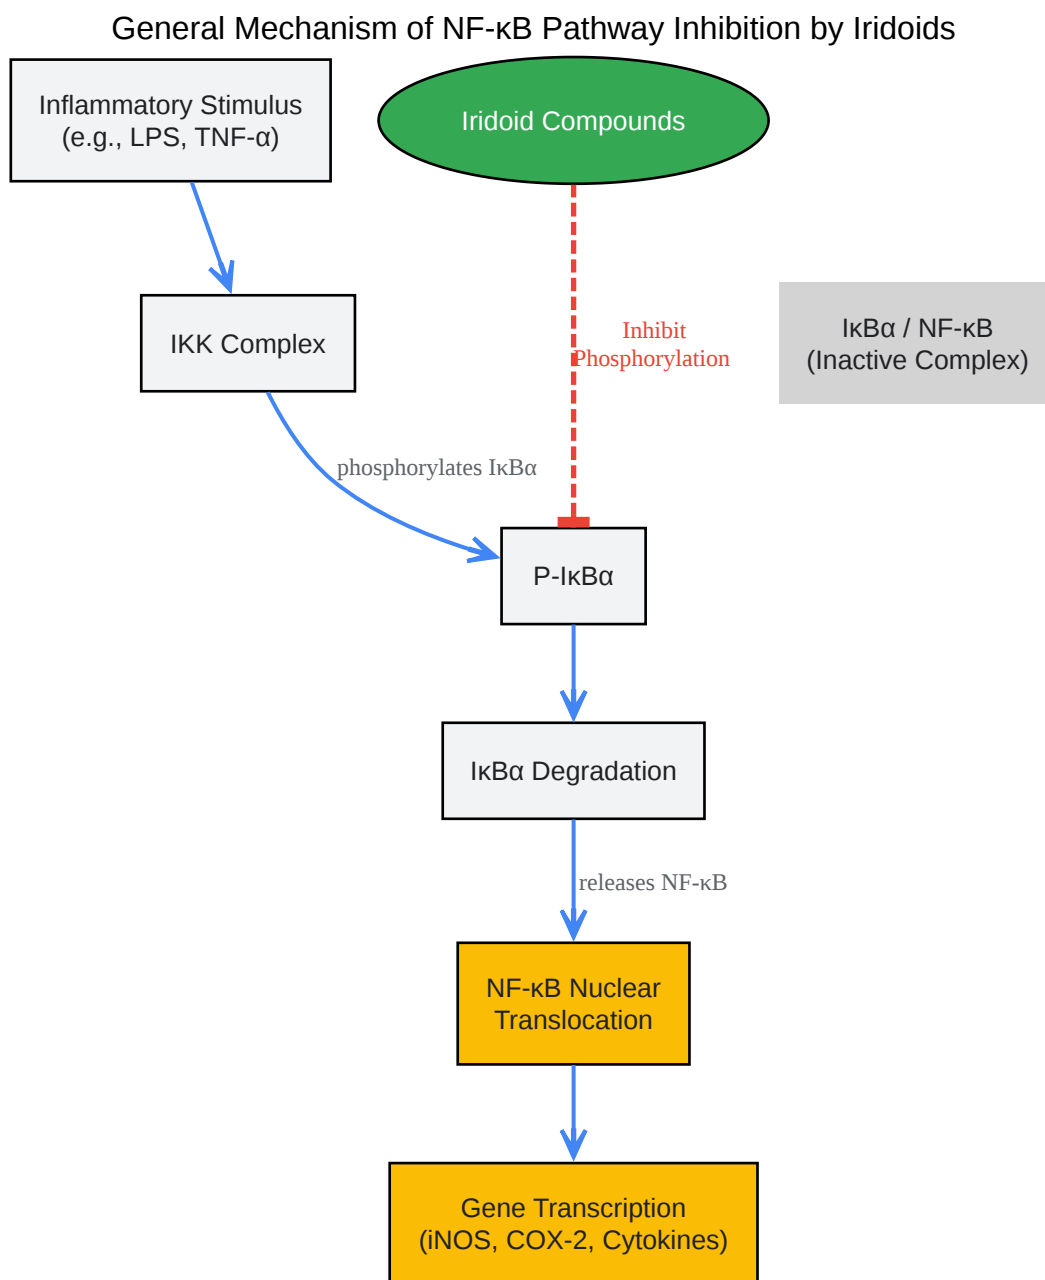 General Mechanism of NF-κB Pathway Inhibition by Iridoids
Inflammatory Stimulus
(e.g., LPS, TNF-α)
Iridoid Compounds
IKK Complex
Inhibit
Phosphorylation
IκBα / NF-κB
(Inactive Complex)
phosphorylates IκBα
P-IκBα
IκBα Degradation
releases NF-κB
NF-κB Nuclear
Translocation
Gene Transcription
(iNOS, COX-2, Cytokines)